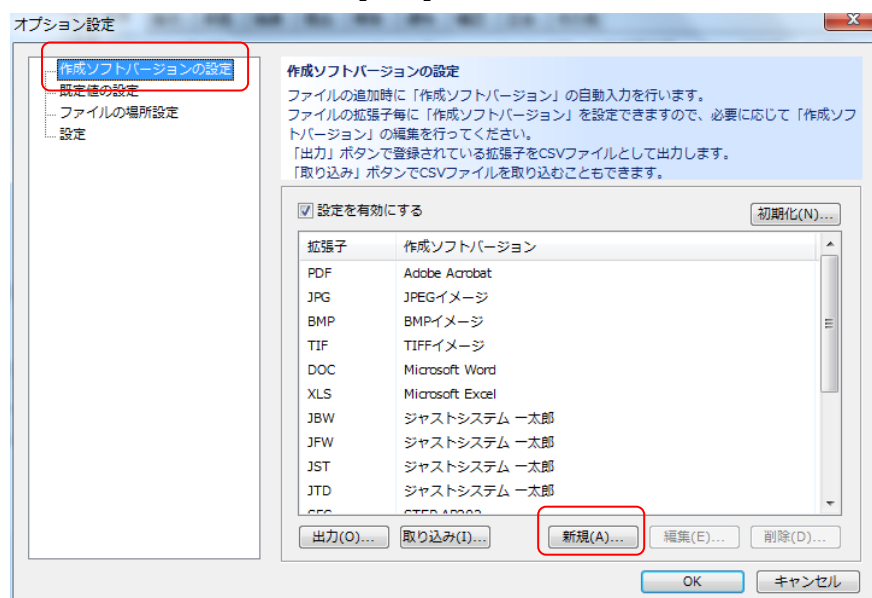 オプション設定
作成ソフトバージョンの設定
既定値の設定
ファイルの場所設定
設定
作成ソフトバージョンの設定
ファイルの追加時に「作成ソフトバージョン」の自動入力を行います。
ファイルの拡張子毎に「作成ソフトバージョン」を設定できますので、必要に応じて「作成ソフ
トバージョン」の編集を行ってください。
「出力」ボタンで登録されている拡張子をCSVファイルとして出力します。
「取り込み」ボタンでCSVファイルを取り込むこともできます。
設定を有効にする 初期化(N)...
拡張子 作成ソフトバージョン
PDF Adobe Acrobat
JPG JPEGイメージ
BMP BMPイメージ
TIF TIFFイメージ
DOC Microsoft Word
XLS Microsoft Excel
JBW ジャストシステム 一太郎
JFW ジャストシステム 一太郎
JST ジャストシステム 一太郎
JTD ジャストシステム 一太郎
出力(O)... 取り込み(I)... 新規(A)... 編集(E)... 削除(D)...
OK キャンセル